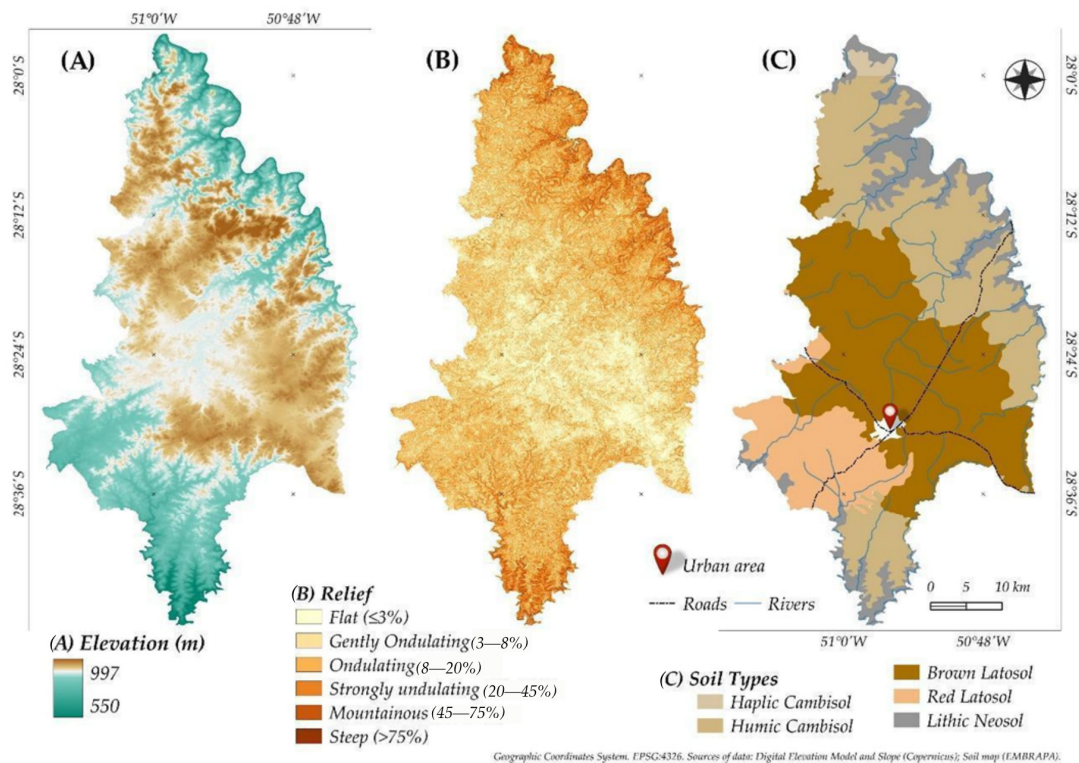 51°0'W 50°48'W
(A) (B) (C)
28°0'S 28°0'S
28°12'S 28°12'S
28°24'S 28°24'S
28°36'S 28°36'S
Urban area
Roads Rivers
0 5 10 km
51°0'W 50°48'W
(A) Elevation (m)
997
550
(B) Relief
Flat (≤3%)
Gently Ondulating (3—8%)
Ondulating (8—20%)
Strongly undulating (20—45%)
Mountainous (45—75%)
Steep (>75%)
(C) Soil Types
Haplic Cambisol
Humic Cambisol
Brown Latosol
Red Latosol
Lithic Neosol
Geographic Coordinates System. EPSG:4326. Sources of data: Digital Elevation Model and Slope (Copernicus); Soil map (EMBRAPA).